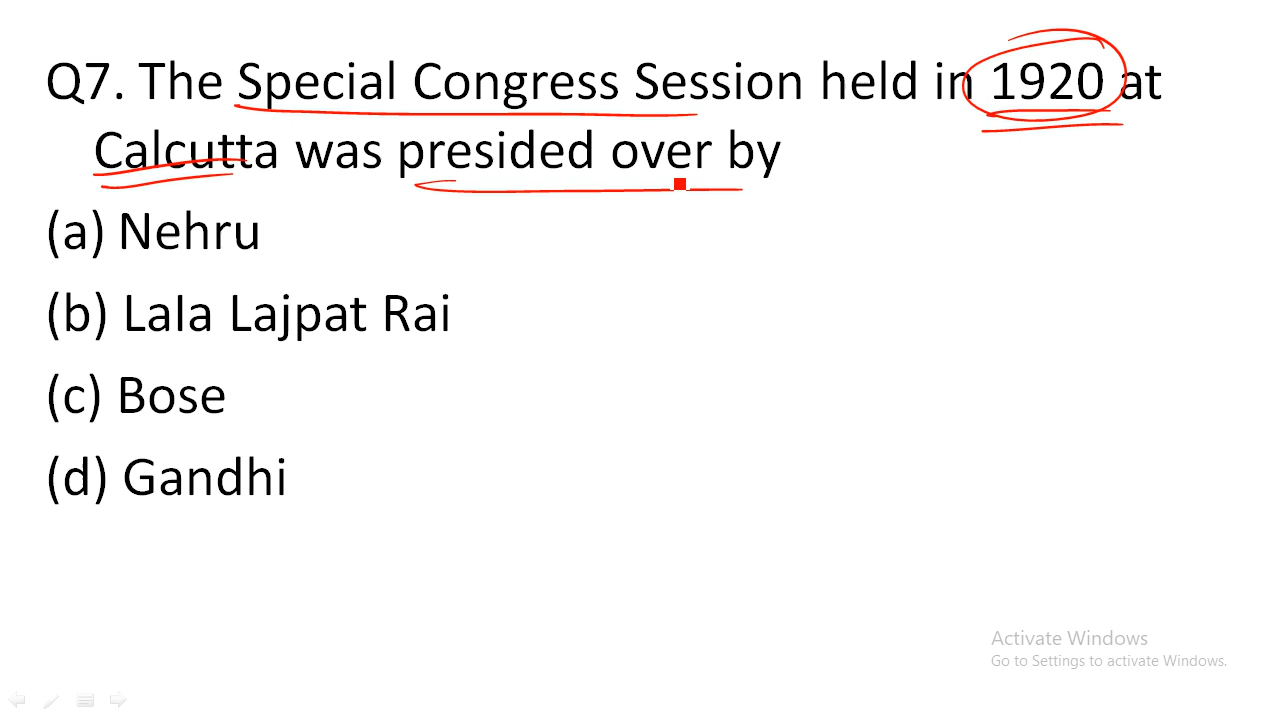 Q7. The Special Congress Session held in 1920 at
Calcutta was presided over by
(a) Nehru
(b) Lala Lajpat Rai
(c) Bose
(d) Gandhi
Activate Windows
Go to Settings to activate Windows.